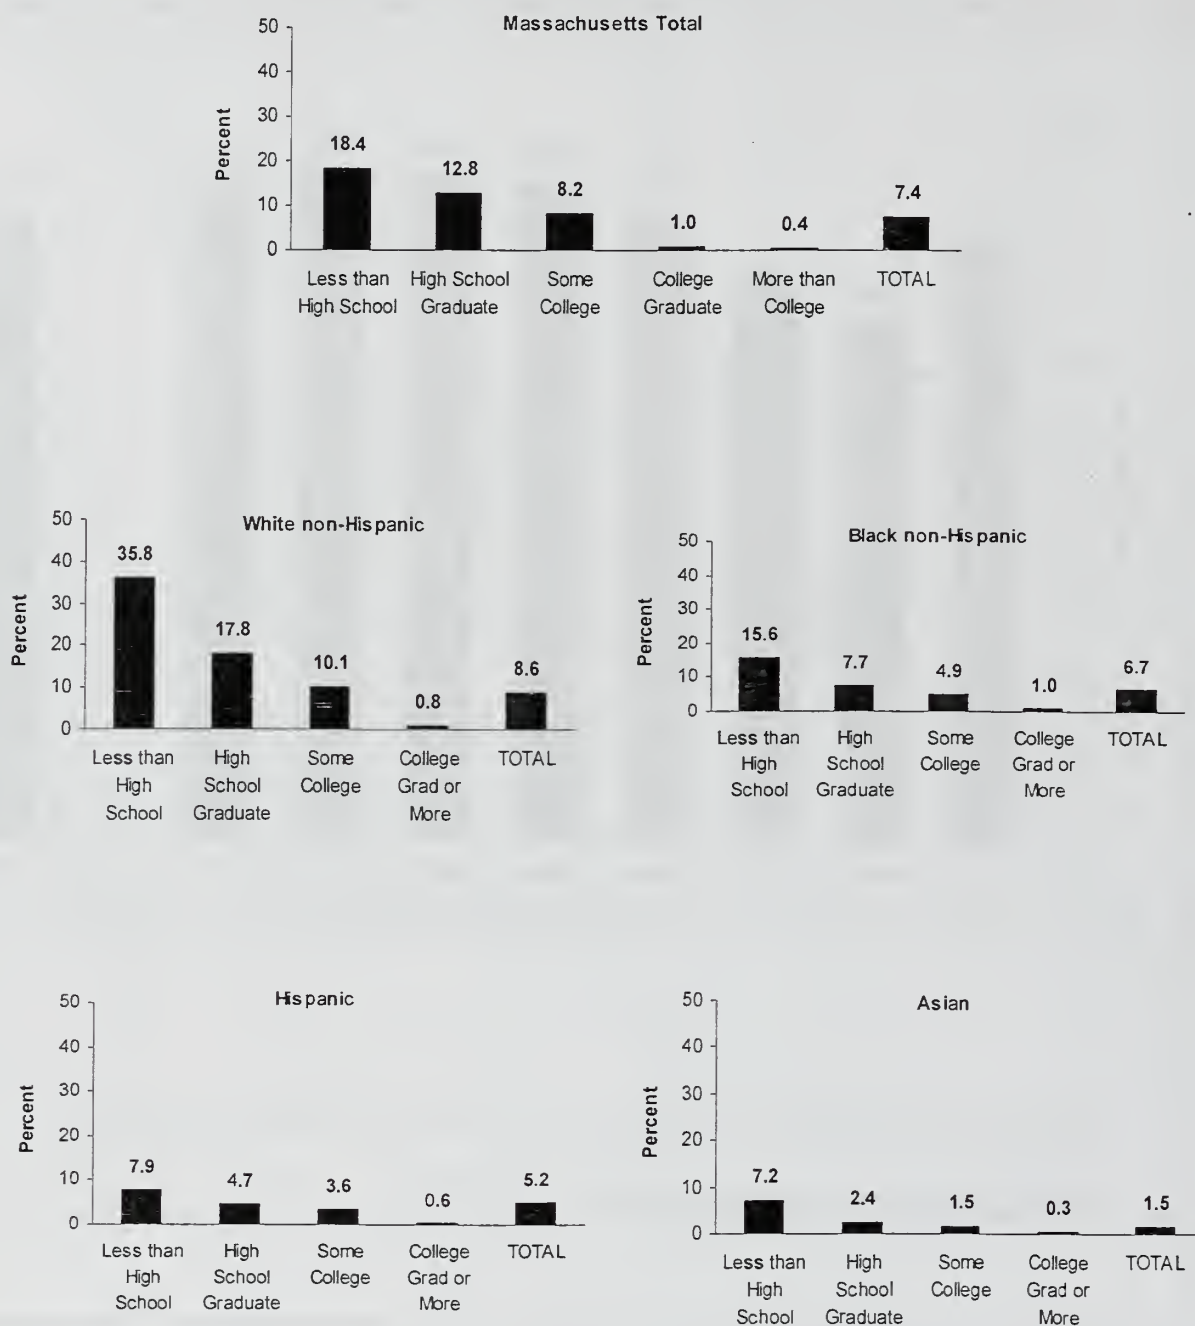 Massachusetts Total
Percent
50
40
30
20
10
0
18.4
12.8
8.2
1.0
0.4
7.4
Less than
High School
High School
Graduate
Some
College
College
Graduate
More than
College
TOTAL
White non-Hispanic
Percent
50
40
30
20
10
0
35.8
17.8
10.1
0.8
8.6
Less than
High
School
High
School
Graduate
Some
College
College
Grad or
More
TOTAL
Black non-Hispanic
Percent
50
40
30
20
10
0
15.6
7.7
4.9
1.0
6.7
Less than
High
School
High
School
Graduate
Some
College
College
Grad or
More
TOTAL
Hispanic
Percent
50
40
30
20
10
0
7.9
4.7
3.6
0.6
5.2
Less than
High
School
High
School
Graduate
Some
College
College
Grad or
More
TOTAL
Asian
Percent
50
40
30
20
10
0
7.2
2.4
1.5
0.3
1.5
Less than
High
School
High
School
Graduate
Some
College
College
Grad or
More
TOTAL